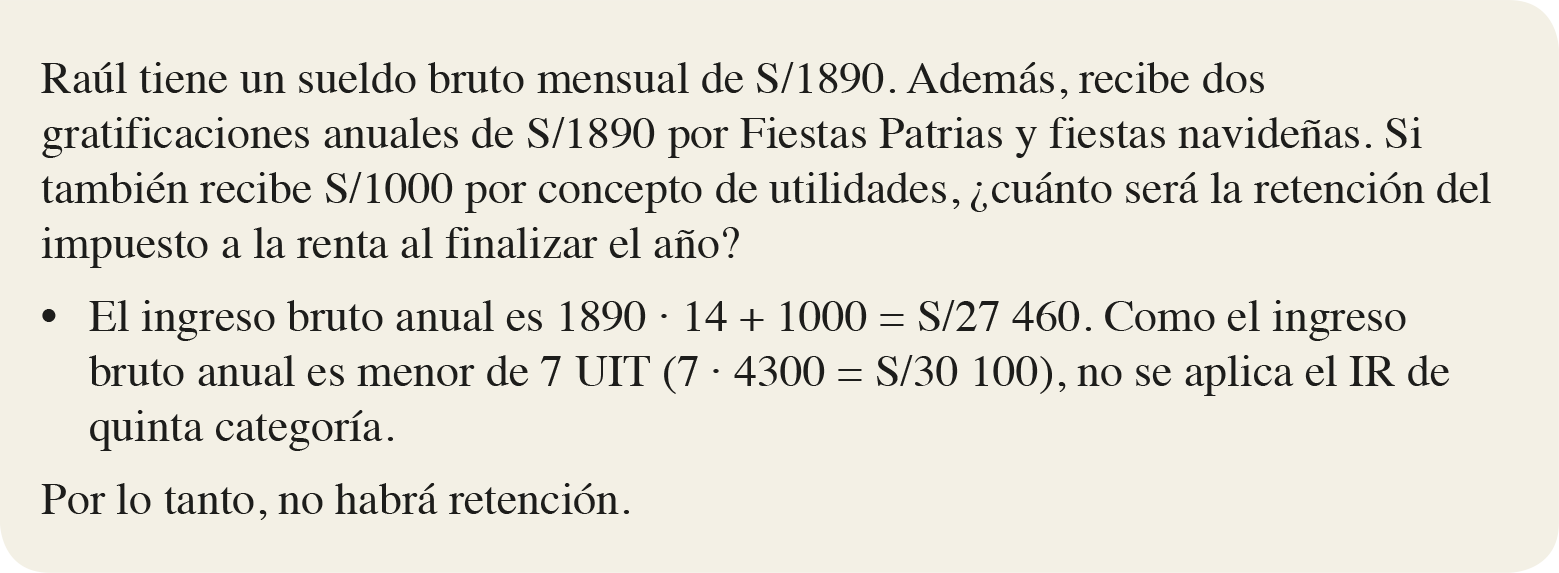 Raúl tiene un sueldo bruto mensual de S/1890. Además, recibe dos
gratificaciones anuales de S/1890 por Fiestas Patrias y fiestas navideñas. Si
también recibe S/1000 por concepto de utilidades, ¿cuánto será la retención del
impuesto a la renta al finalizar el año?
• El ingreso bruto anual es 1890 · 14 + 1000 = S/27 460. Como el ingreso
bruto anual es menor de 7 UIT (7 · 4300 = S/30 100), no se aplica el IR de
quinta categoría.
Por lo tanto, no habrá retención.